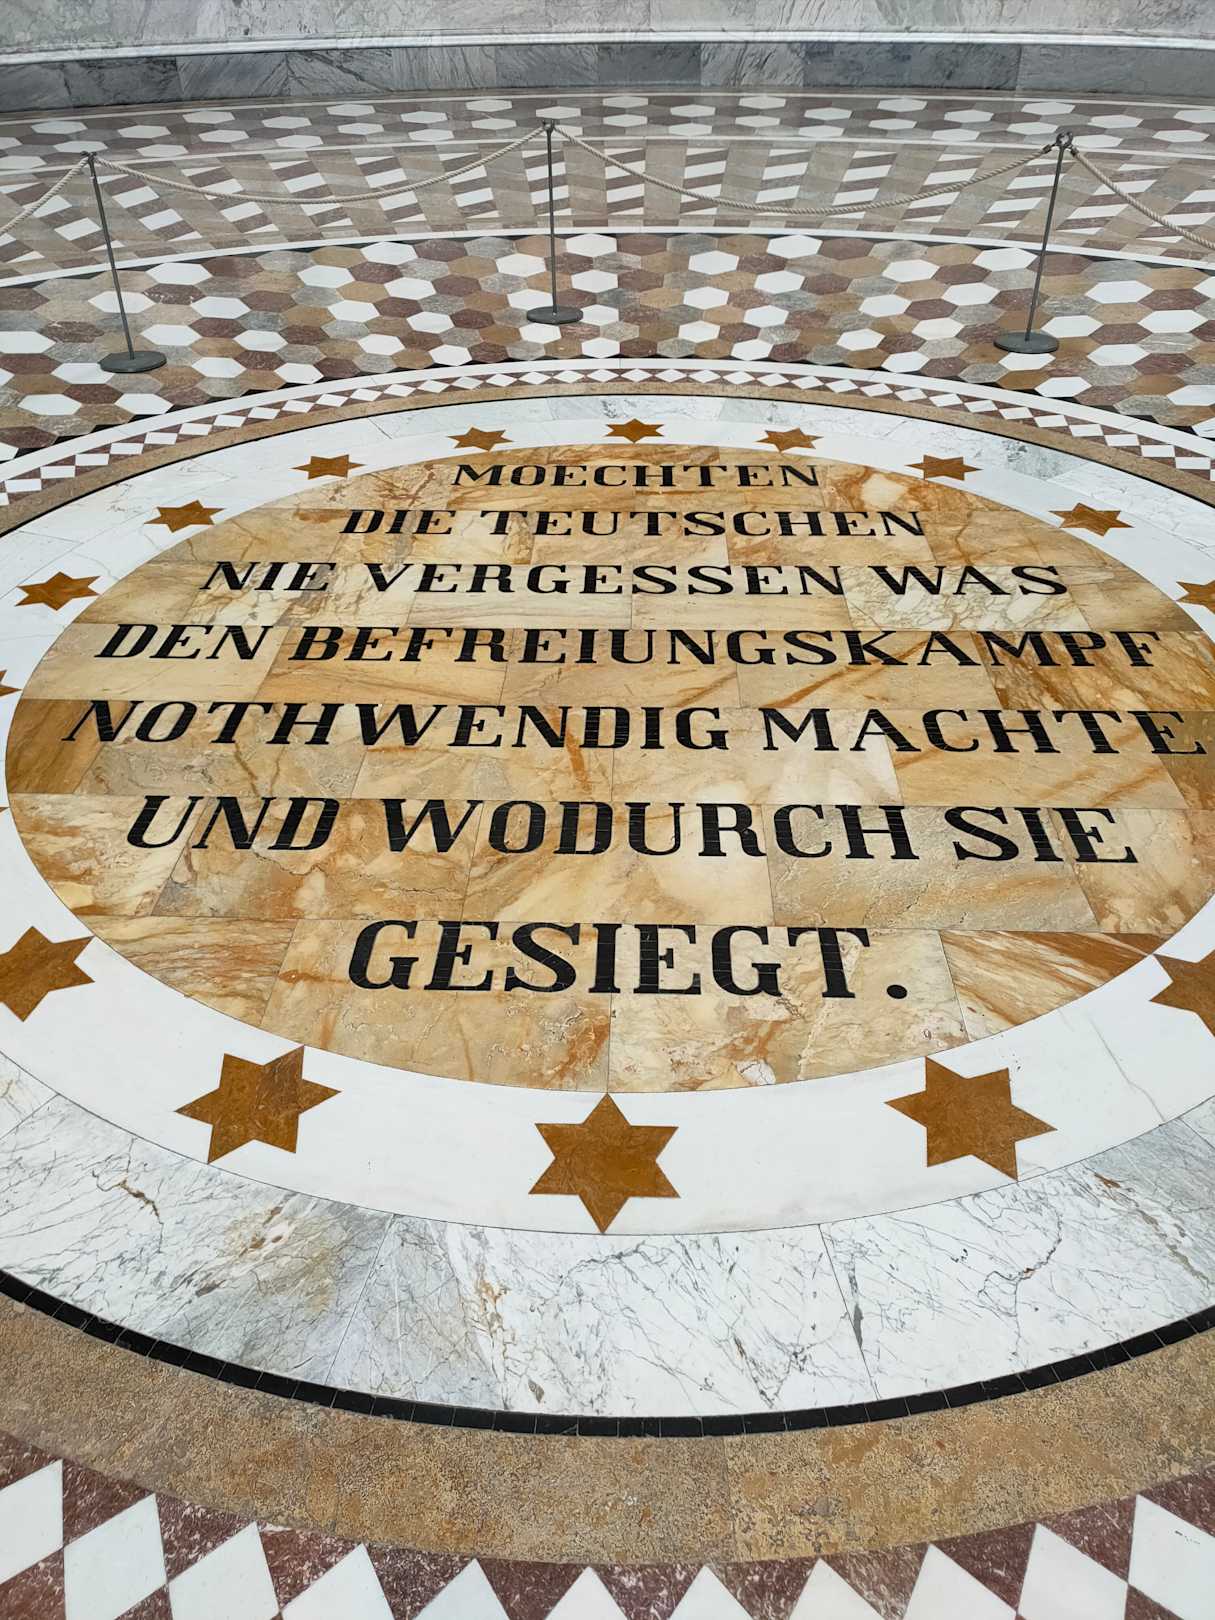 MOECHTEN
DIE TEUTSCHEN
NIE VERGESSEN WAS
DEN BEFREIUNGSKAMPF
NOTHWENDIG MACHTE
UND WODURCH SIE
GESIEGT.